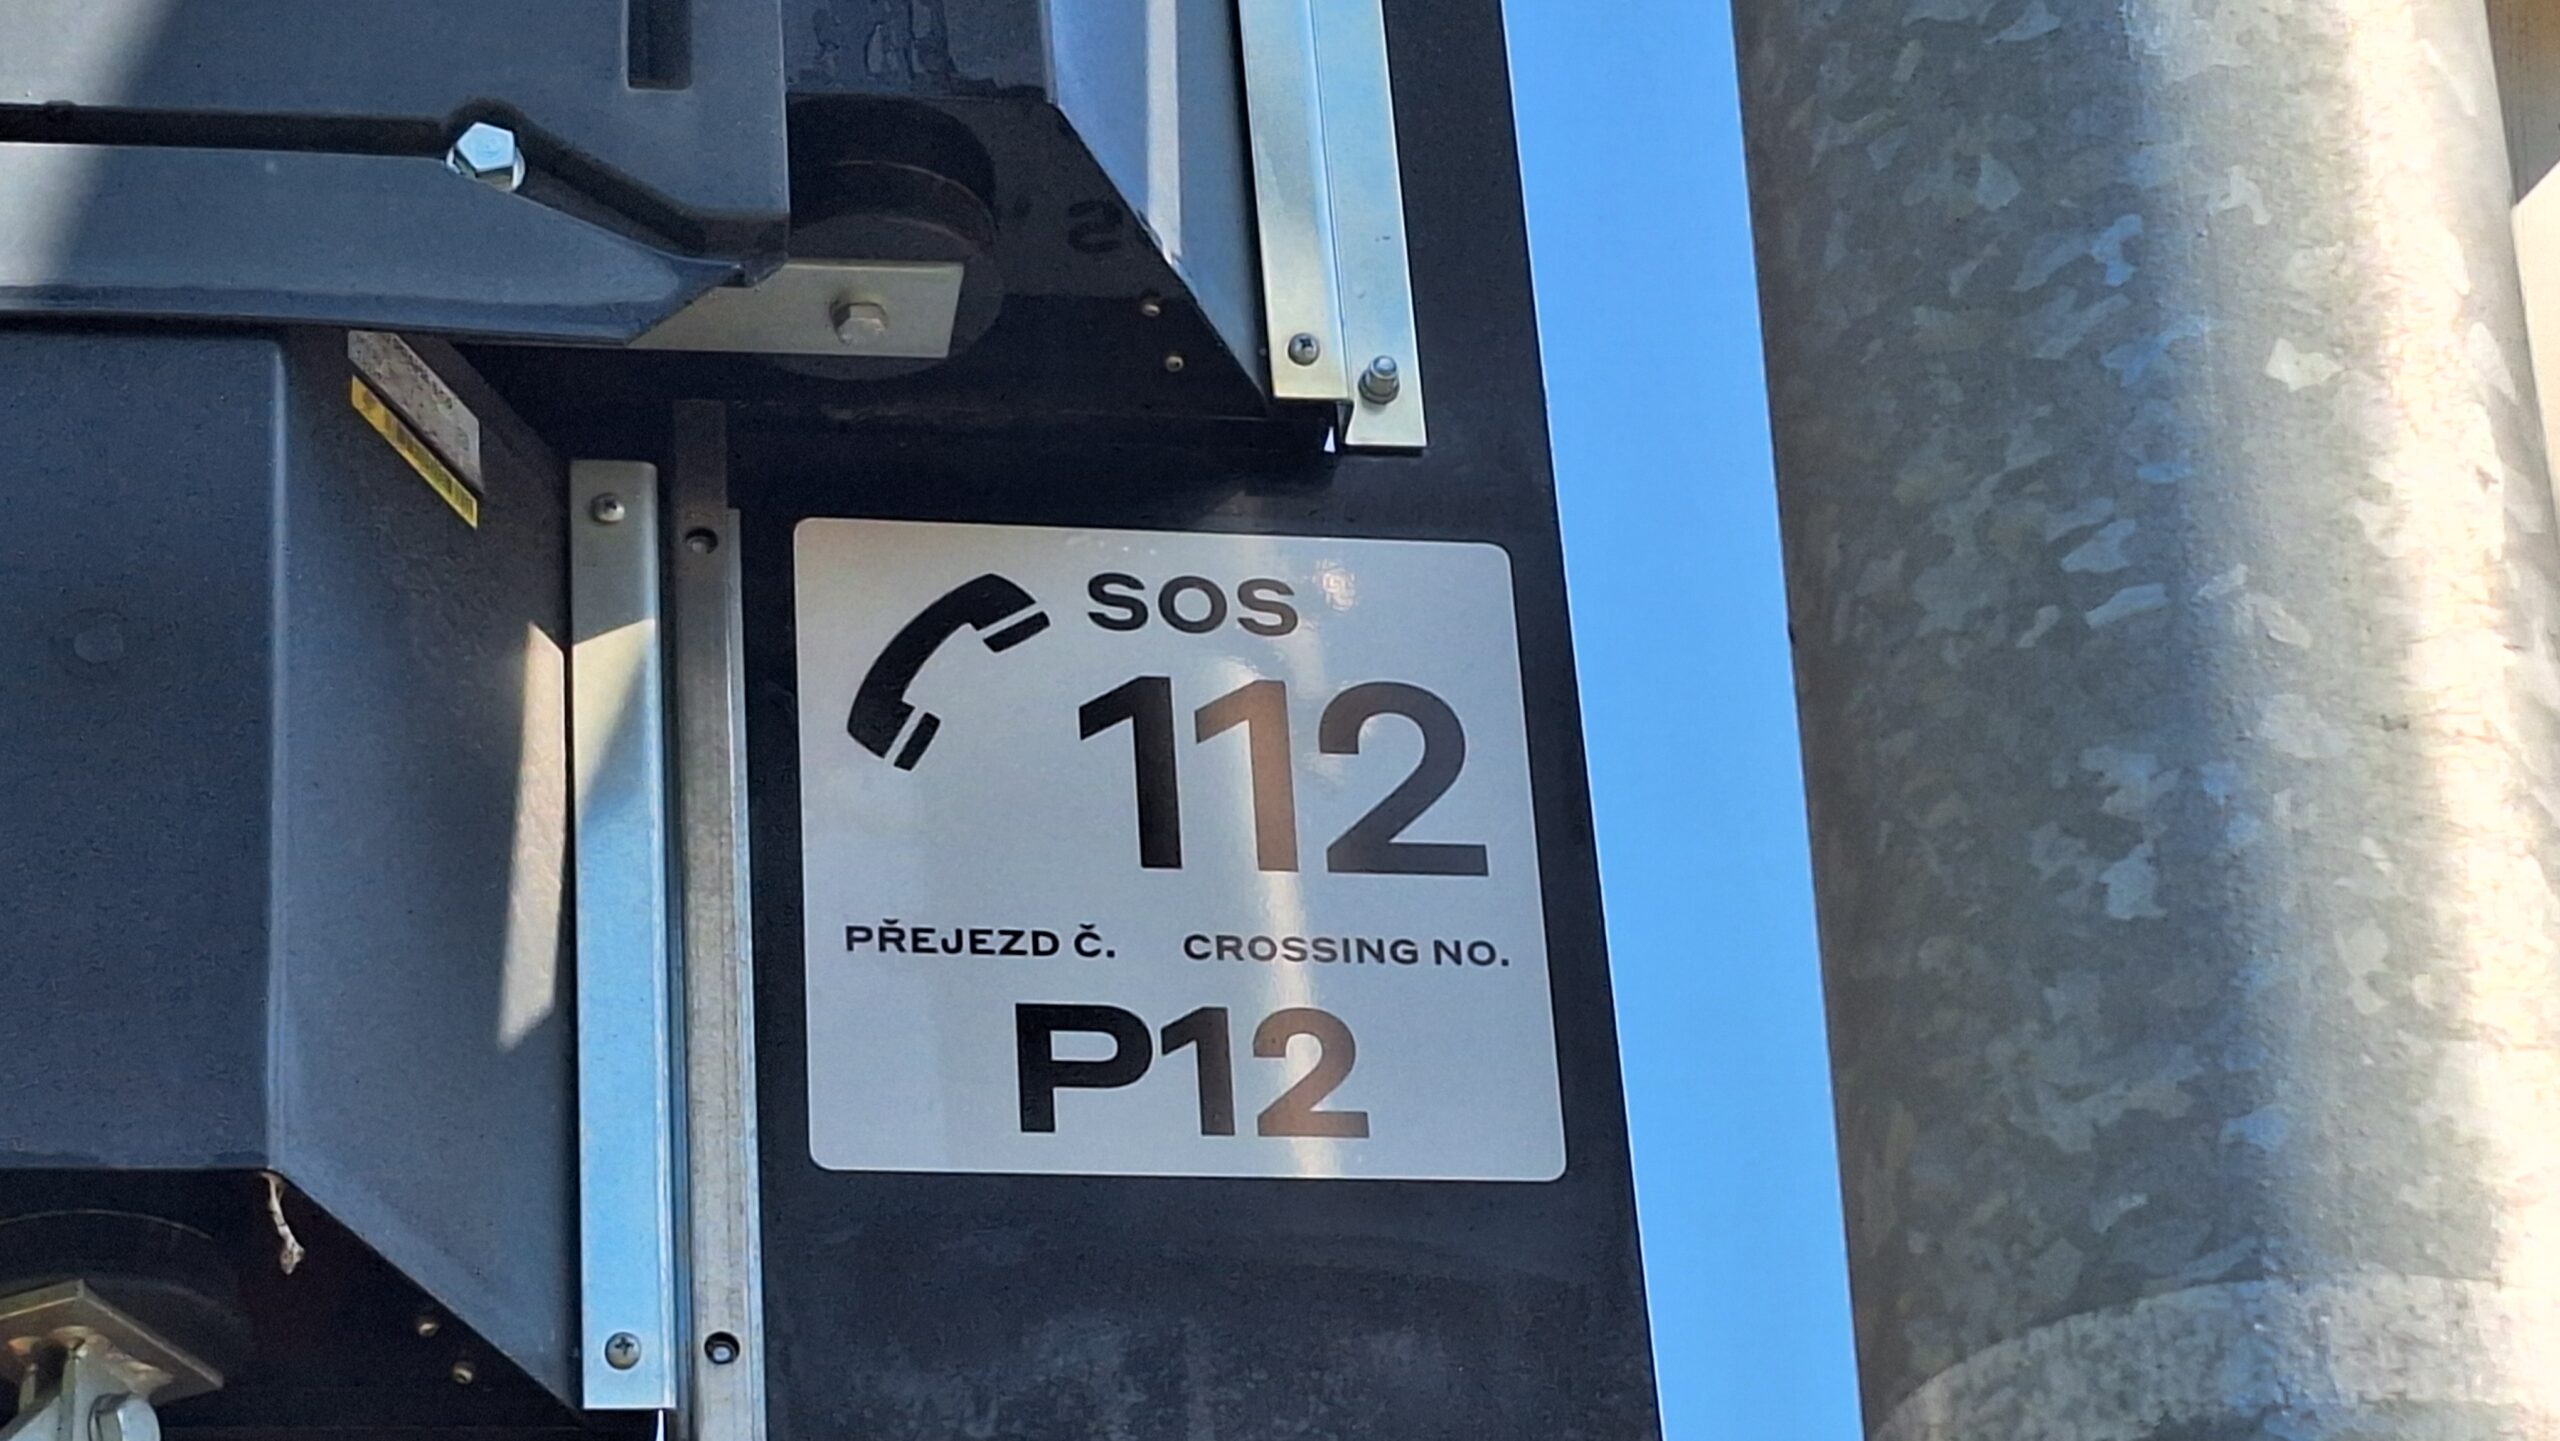 SOS
112
PŘEJEZD Č. CROSSING NO.
P12